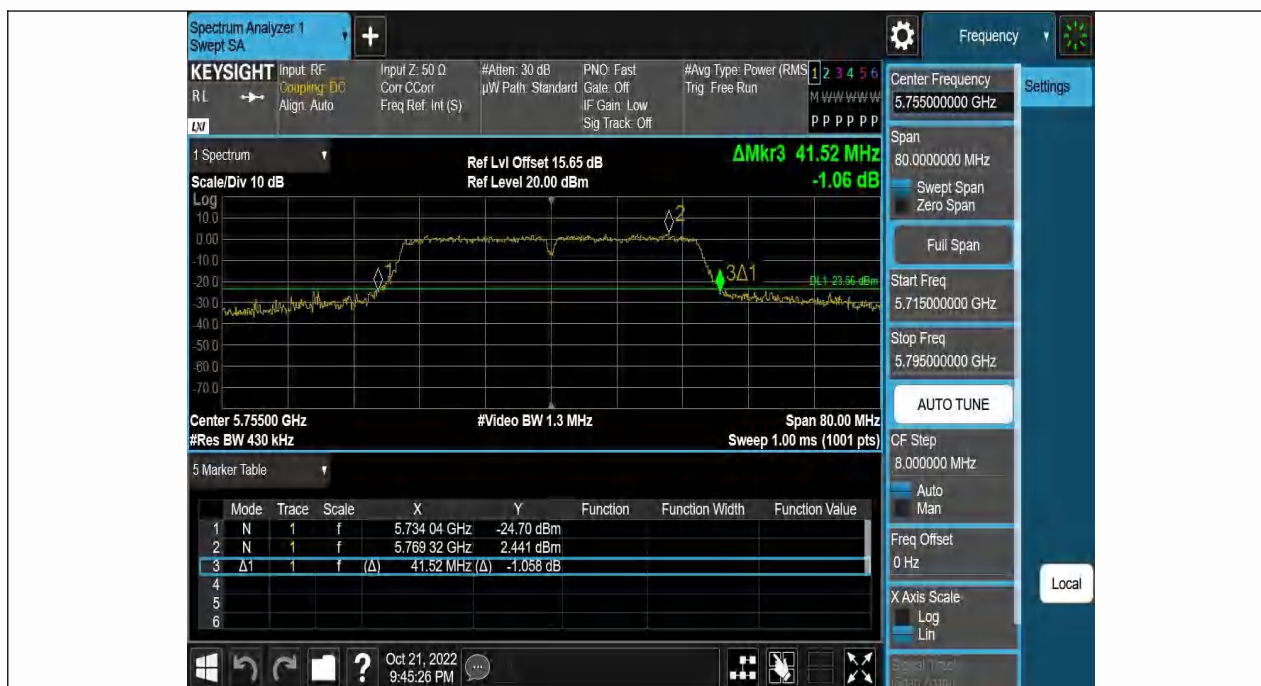 Spectrum Analyzer 1
Swept SA
+
Frequency
KEYSIGHT
RL
LXI
Input: RF
Coupling: DC
Align: Auto
Input Z: 50 Ω
Corr CCorr
Freq Ref: Int (S)
#Atten: 30 dB
µW Path: Standard
PNO: Fast
Gate: Off
IF Gain: Low
Sig Track: Off
#Avg Type: Power (RMS
Trig: Free Run
1 2 3 4 5 6
M W W W W W
P P P P P P
1 Spectrum
Scale/Div 10 dB
Ref Lvl Offset 15.65 dB
Ref Level 20.00 dBm
ΔMkr3 41.52 MHz
-1.06 dB
Log
10.0
0.00
-10.0
-20.0
-30.0
-40.0
-50.0
-60.0
-70.0
1
2
3Δ1
DL1 -23.56 dBm
Center 5.75500 GHz
#Res BW 430 kHz
#Video BW 1.3 MHz
Span 80.00 MHz
Sweep 1.00 ms (1001 pts)
5 Marker Table
Mode Trace Scale X Y Function Function Width Function Value
1 N 1 f 5.734 04 GHz -24.70 dBm
2 N 1 f 5.769 32 GHz 2.441 dBm
3 Δ1 1 f (Δ) 41.52 MHz (Δ) -1.058 dB
4
5
6
Oct 21, 2022
9:45:26 PM
Center Frequency
5.755000000 GHz
Settings
Span
80.0000000 MHz
Swept Span
Zero Span
Full Span
Start Freq
5.715000000 GHz
Stop Freq
5.795000000 GHz
AUTO TUNE
CF Step
8.000000 MHz
Auto
Man
Freq Offset
0 Hz
X Axis Scale
Log
Lin
Local
Signal Track